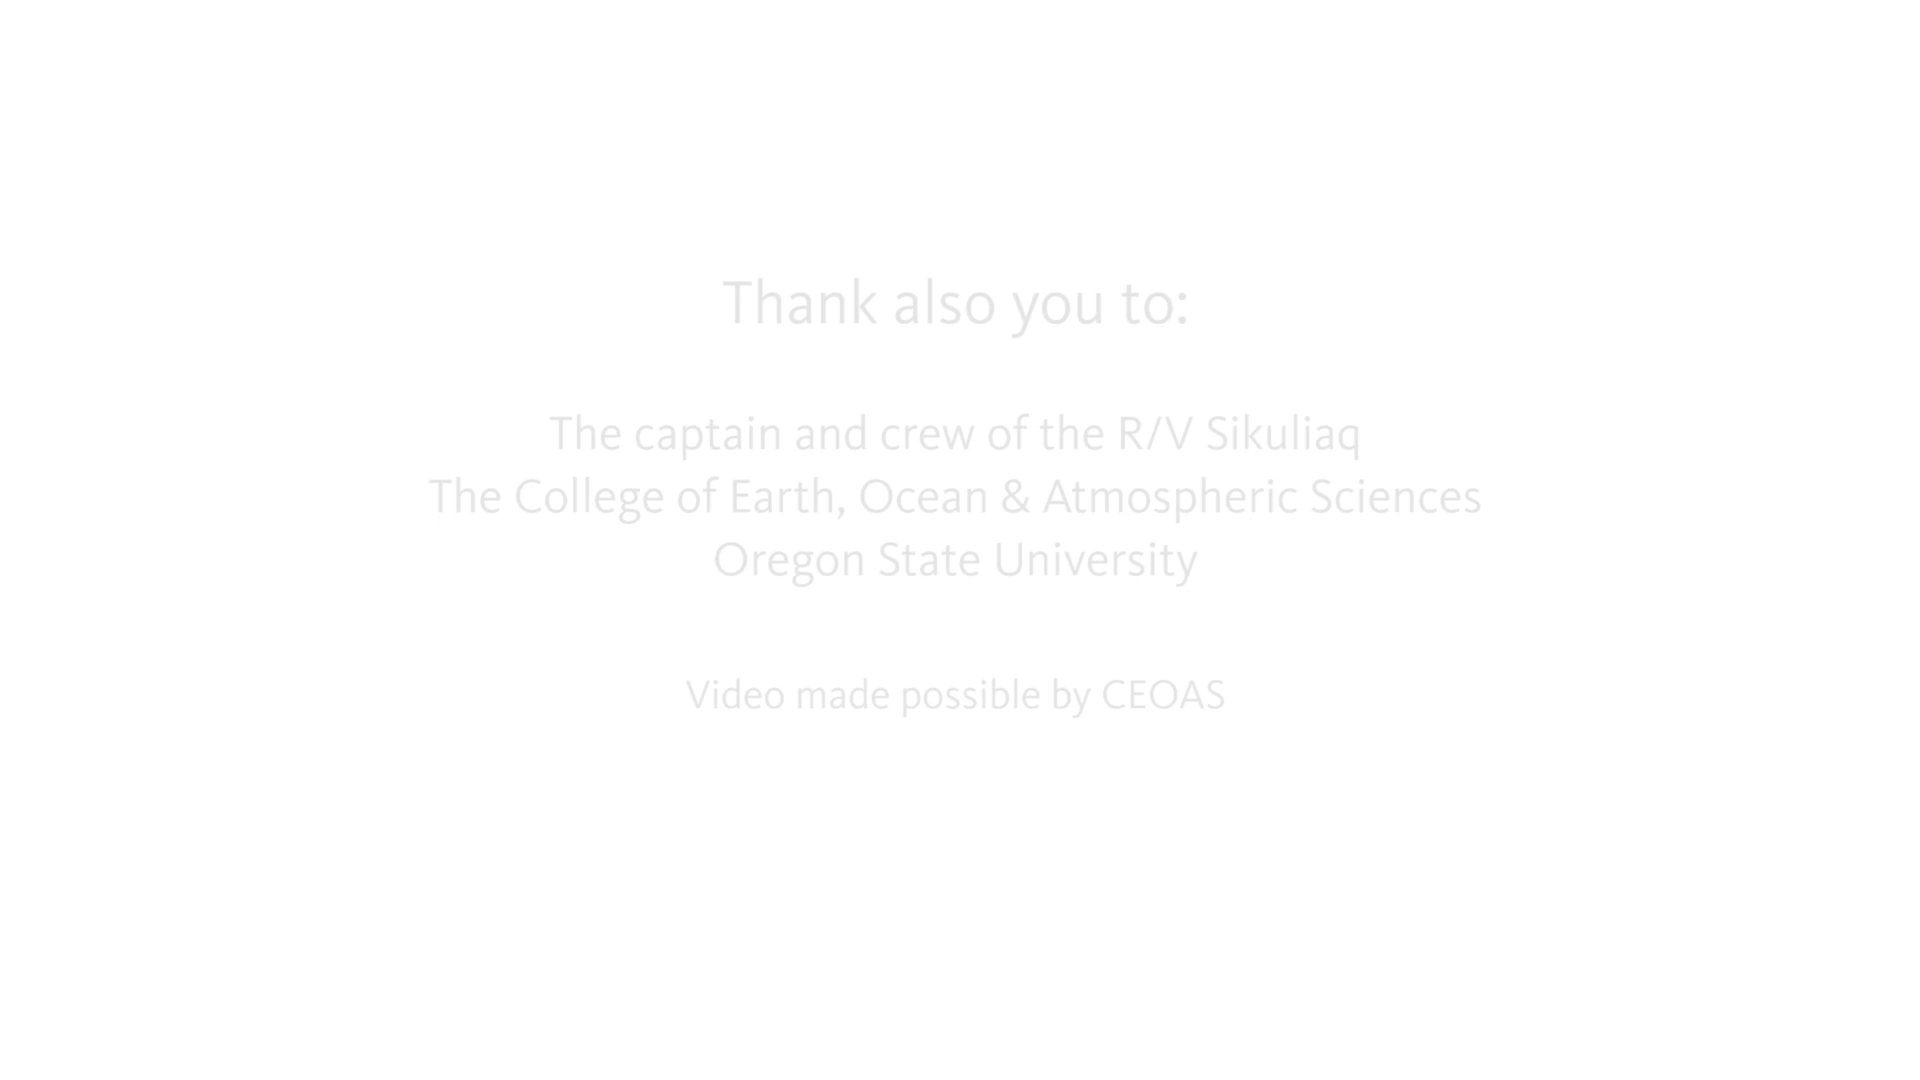 Thank also you to:
The captain and crew of the R/V Sikuliaq
The College of Earth, Ocean & Atmospheric Sciences
Oregon State University
Video made possible by CEOAS